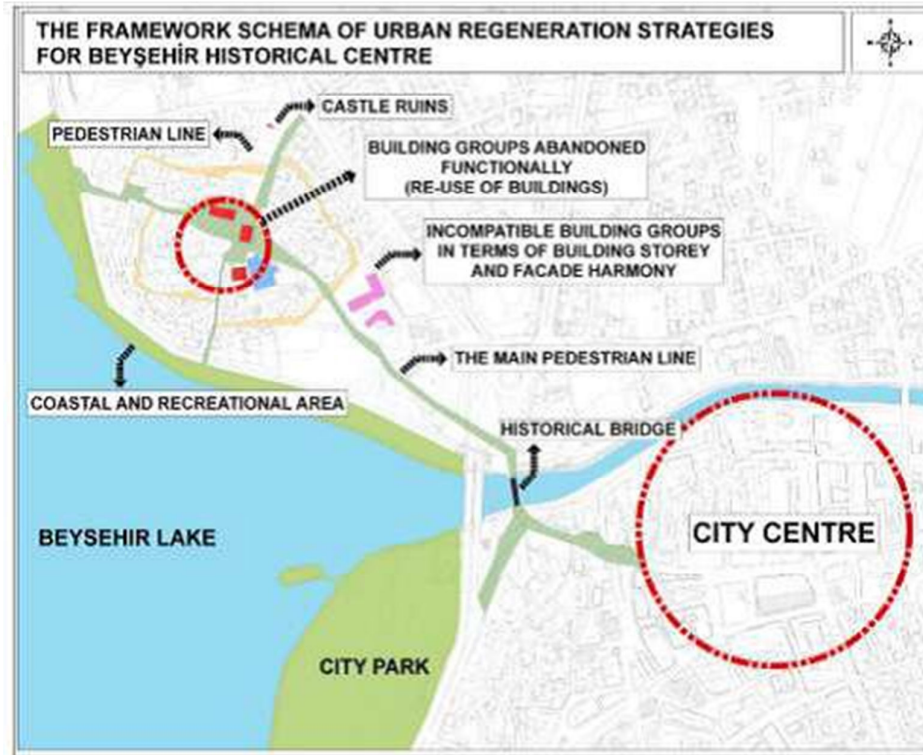 THE FRAMEWORK SCHEMA OF URBAN REGENERATION STRATEGIES
FOR BEYŞEHİR HISTORICAL CENTRE
CASTLE RUINS
PEDESTRIAN LINE
BUILDING GROUPS ABANDONED
FUNCTIONALLY
(RE-USE OF BUILDINGS)
INCOMPATIBLE BUILDING GROUPS
IN TERMS OF BUILDING STOREY
AND FACADE HARMONY
THE MAIN PEDESTRIAN LINE
COASTAL AND RECREATIONAL AREA
HISTORICAL BRIDGE
BEYSEHIR LAKE
CITY CENTRE
CITY PARK